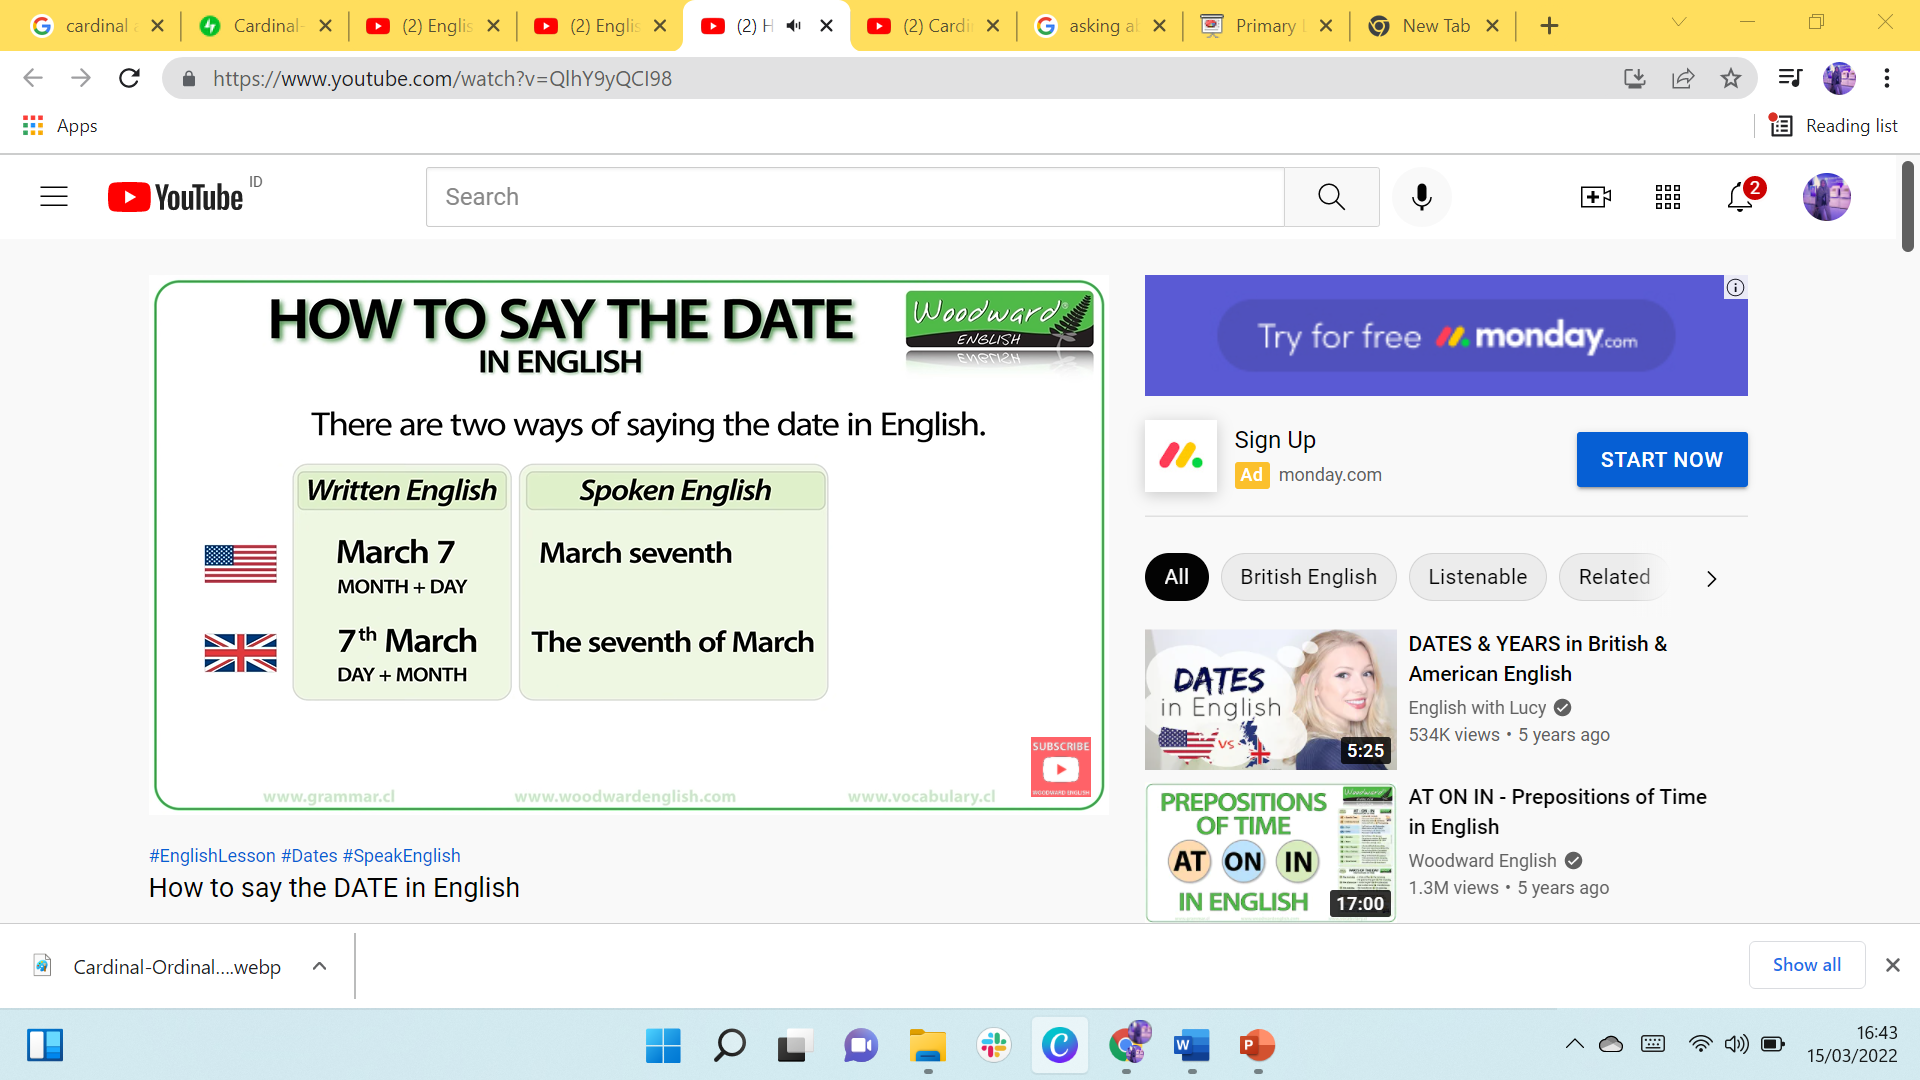 cardinal
Cardinal-
(2) Englis
(2) Englis
(2) H
(2) Cardi
asking a
Primary
New Tab
https://www.youtube.com/watch?v=QlhY9yQCI98
Apps
Reading list
YouTube ID
Search
2
HOW TO SAY THE DATE
IN ENGLISH
Woodward®
ENGLISH
There are two ways of saying the date in English.
Written English
Spoken English
March 7
MONTH + DAY
March seventh
7th March
DAY + MONTH
The seventh of March
SUBSCRIBE
WOODWARD ENGLISH
www.grammar.cl
www.woodwardenglish.com
www.vocabulary.cl
#EnglishLesson #Dates #SpeakEnglish
How to say the DATE in English
Try for free monday.com
Sign Up
Ad monday.com
START NOW
All
British English
Listenable
Related
DATES
in English
VS
5:25
DATES & YEARS in British &
American English
English with Lucy
534K views • 5 years ago
PREPOSITIONS
OF TIME
AT ON IN
IN ENGLISH
17:00
AT ON IN - Prepositions of Time
in English
Woodward English
1.3M views • 5 years ago
Cardinal-Ordinal....webp
Show all
16:43
15/03/2022